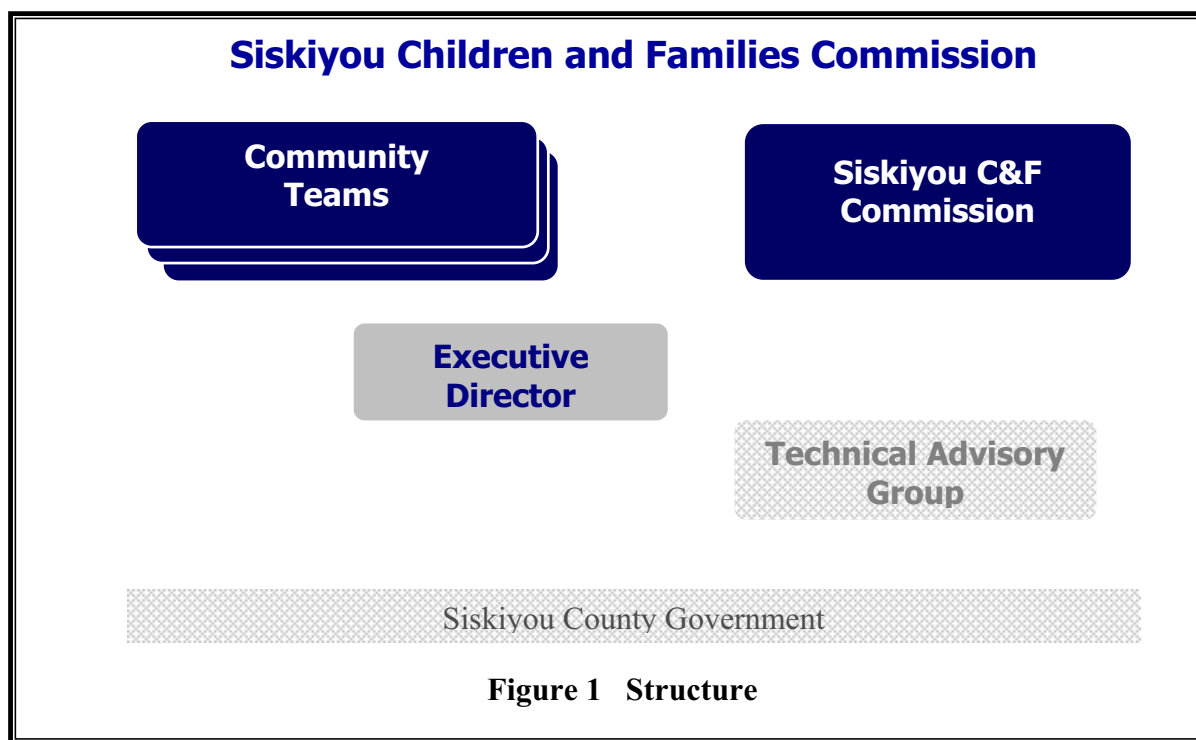 Siskiyou Children and Families Commission
Community
Teams
Siskiyou C&F
Commission
Executive
Director
Technical Advisory
Group
Siskiyou County Government
Figure 1   Structure